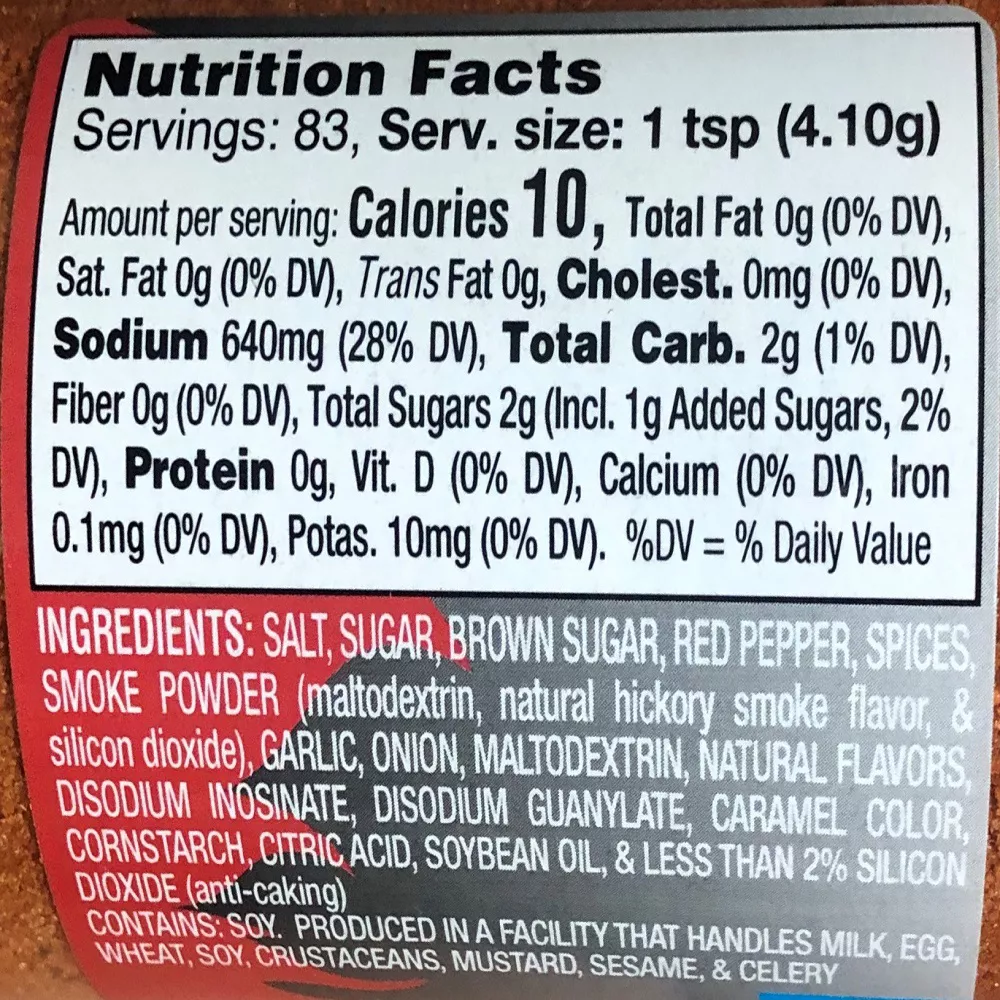 Nutrition Facts
Servings: 83, Serv. size: 1 tsp (4.10g)
Amount per serving: Calories 10, Total Fat 0g (0% DV),
Sat. Fat 0g (0% DV), Trans Fat 0g, Cholest. 0mg (0% DV),
Sodium 640mg (28% DV), Total Carb. 2g (1% DV),
Fiber 0g (0% DV), Total Sugars 2g (Incl. 1g Added Sugars, 2%
DV), Protein 0g, Vit. D (0% DV), Calcium (0% DV), Iron
0.1mg (0% DV), Potas. 10mg (0% DV). %DV = % Daily Value
INGREDIENTS: SALT, SUGAR, BROWN SUGAR, RED PEPPER, SPICES,
SMOKE POWDER (maltodextrin, natural hickory smoke flavor, &
silicon dioxide), GARLIC, ONION, MALTODEXTRIN, NATURAL FLAVORS,
DISODIUM INOSINATE, DISODIUM GUANYLATE, CARAMEL COLOR,
CORNSTARCH, CITRIC ACID, SOYBEAN OIL, & LESS THAN 2% SILICON
DIOXIDE (anti-caking)
CONTAINS: SOY. PRODUCED IN A FACILITY THAT HANDLES MILK, EGG,
WHEAT, SOY, CRUSTACEANS, MUSTARD, SESAME, & CELERY